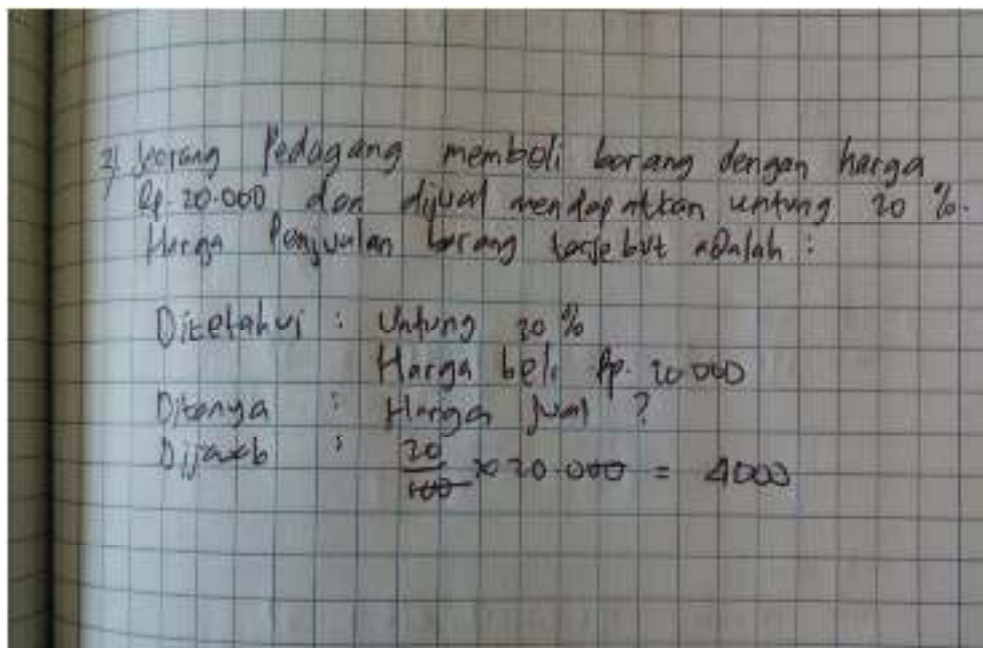 2) Seorang Pedagang membeli barang dengan harga
Rp. 20.000 dan dijual mendapatkan untung 20 %.
Harga Penjualan barang tersebut adalah :
Diketahui : Untung 20 %
Harga beli Rp. 20.000
Ditanya : Harga jual ?
Dijawab : 20/100 x 20.000 = 4000